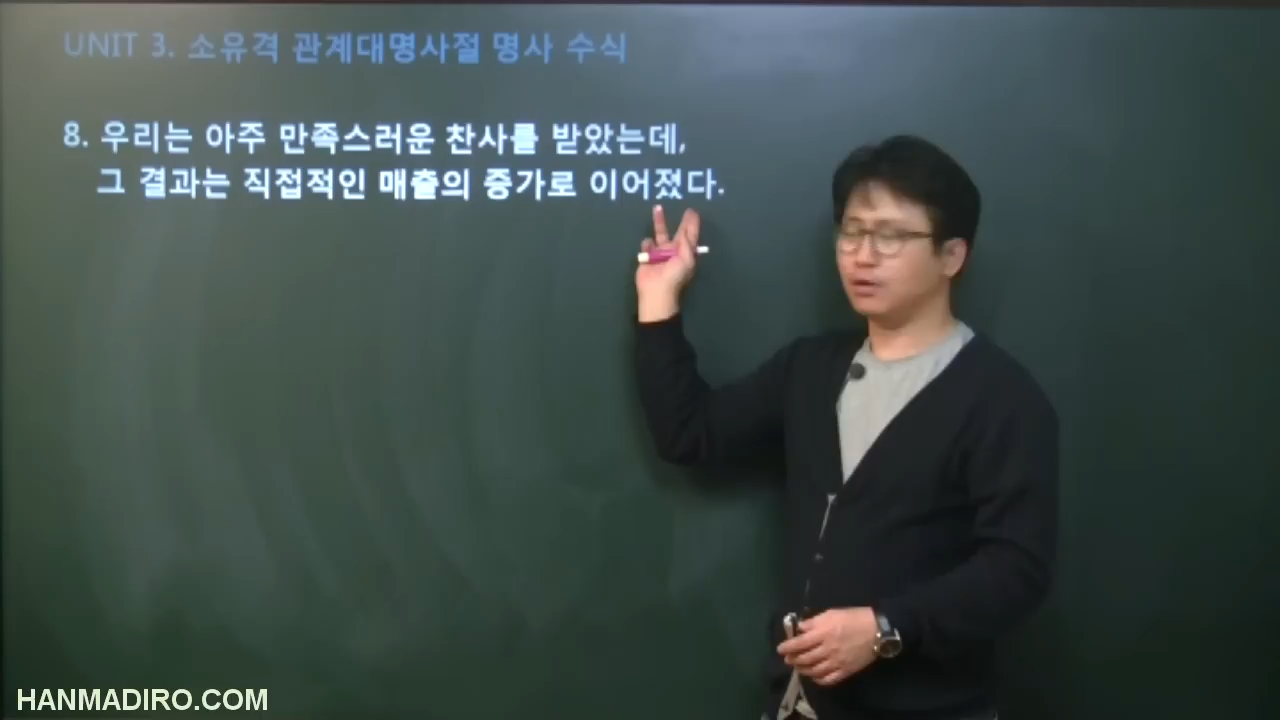 UNIT 3. 소유격 관계대명사절 명사 수식
8. 우리는 아주 만족스러운 찬사를 받았는데,
그 결과는 직접적인 매출의 증가로 이어졌다.
HANMADIRO.COM